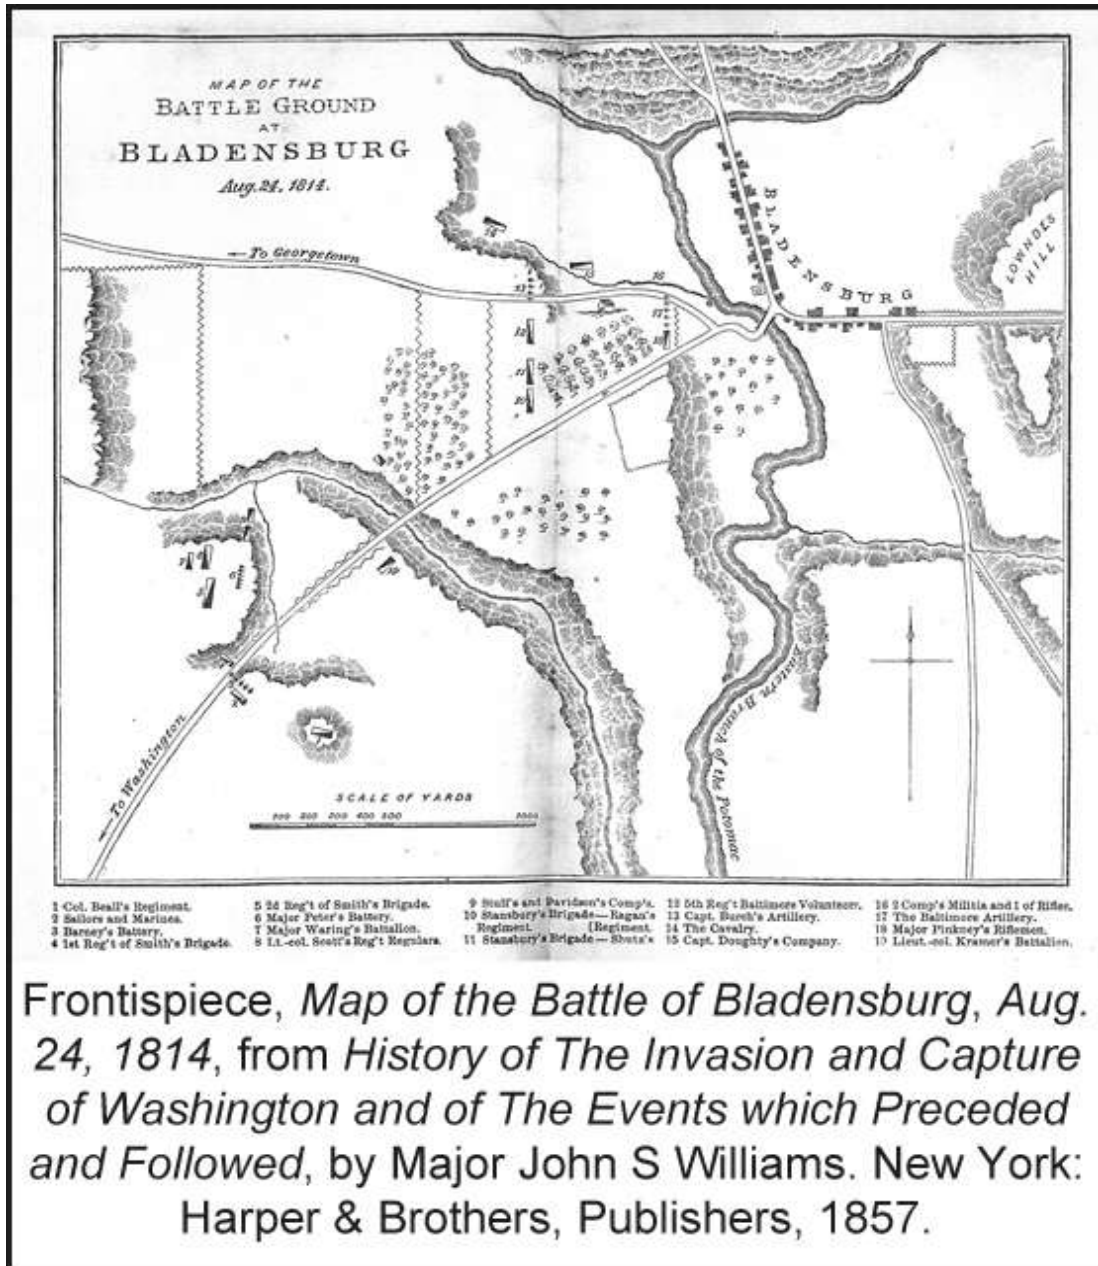 MAP OF THE
BATTLE GROUND
AT
BLADENSBURG
Aug. 24, 1814.
To Georgetown
BLADENSBURG
LOWNDES
HILL
To Washington
Eastern Branch of the Potomac
SCALE OF YARDS
100 200 300 400 500 1000
1 Col. Beall's Regiment.
2 Sailors and Marines.
3 Barney's Battery.
4 1st Reg't of Smith's Brigade.
5 2d Reg't of Smith's Brigade.
6 Major Peter's Battery.
7 Major Waring's Battalion.
8 Lt.-col. Scott's Reg't Regulars.
9 Stull's and Davidson's Comp's.
10 Stansbury's Brigade—Ragan's
Regiment. [Regiment.
11 Stansbury's Brigade—Shutz's
12 5th Reg't Baltimore Volunteer.
13 Capt. Burch's Artillery.
14 The Cavalry.
15 Capt. Doughty's Company.
16 2 Comp's Militia and 1 of Rifles.
17 The Baltimore Artillery.
18 Major Pinkney's Riflemen.
19 Lieut.-col. Kramer's Battalion.
Frontispiece, Map of the Battle of Bladensburg, Aug.
24, 1814, from History of The Invasion and Capture
of Washington and of The Events which Preceded
and Followed, by Major John S Williams. New York:
Harper & Brothers, Publishers, 1857.